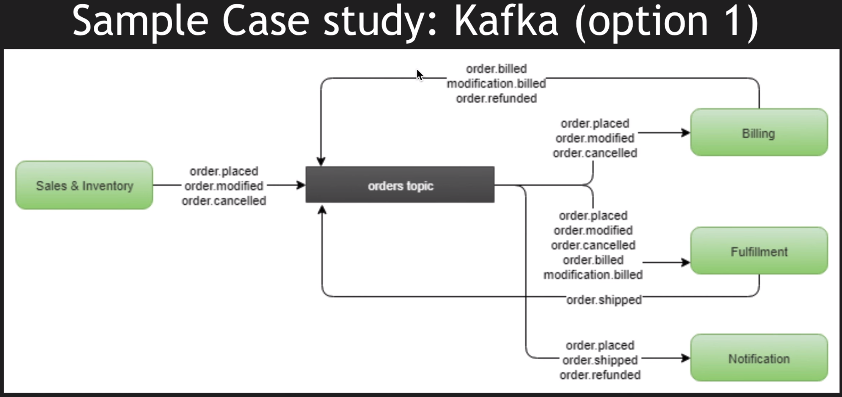 Sample Case study: Kafka (option 1)
order.billed
modification.billed
order.refunded
order.placed
order.modified
order.cancelled
Billing
Sales & Inventory
order.placed
order.modified
order.cancelled
orders topic
order.placed
order.modified
order.cancelled
order.billed
modification.billed
Fulfillment
order.shipped
order.placed
order.shipped
order.refunded
Notification